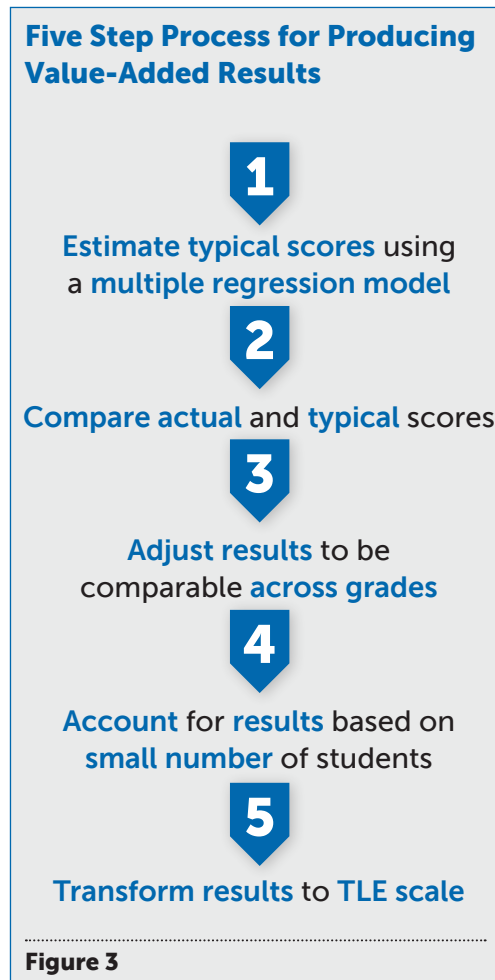 Five Step Process for Producing
Value-Added Results
1
Estimate typical scores using
a multiple regression model
2
Compare actual and typical scores
3
Adjust results to be
comparable across grades
4
Account for results based on
small number of students
5
Transform results to TLE scale
Figure 3